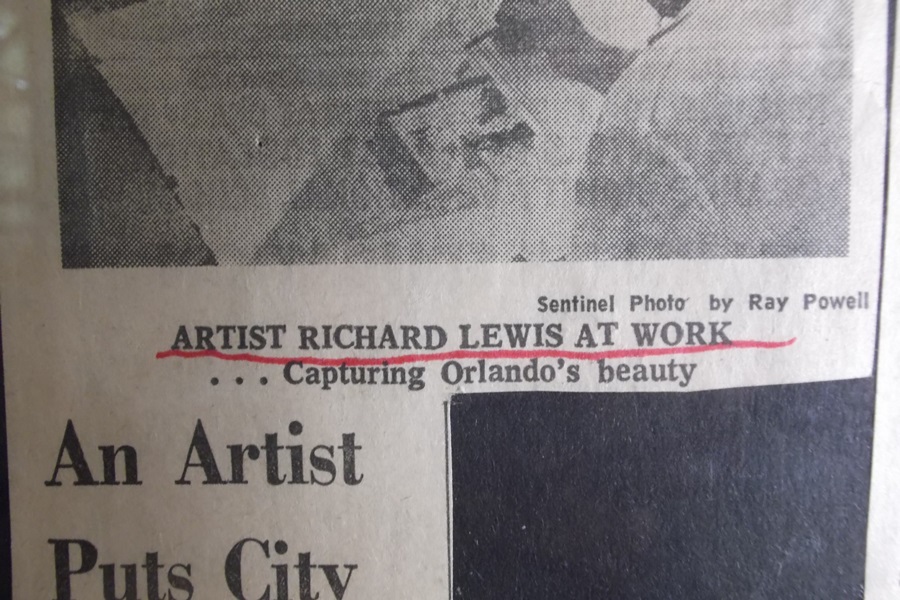 Sentinel Photo by Ray Powell
ARTIST RICHARD LEWIS AT WORK
. . . Capturing Orlando's beauty
An Artist
Puts City